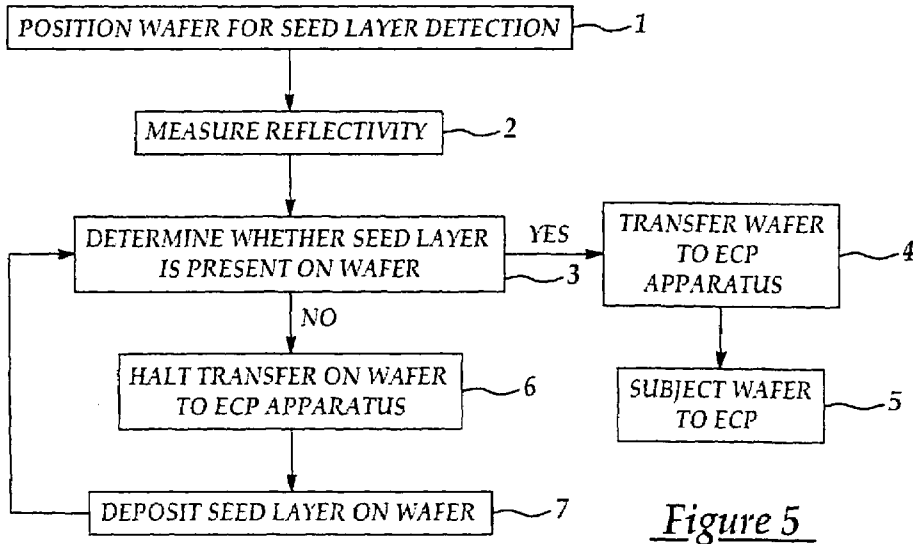 POSITION WAFER FOR SEED LAYER DETECTION
1
MEASURE REFLECTIVITY
2
DETERMINE WHETHER SEED LAYER
IS PRESENT ON WAFER
3
YES
TRANSFER WAFER
TO ECP
APPARATUS
4
NO
HALT TRANSFER ON WAFER
TO ECP APPARATUS
6
SUBJECT WAFER
TO ECP
5
DEPOSIT SEED LAYER ON WAFER
7
Figure 5